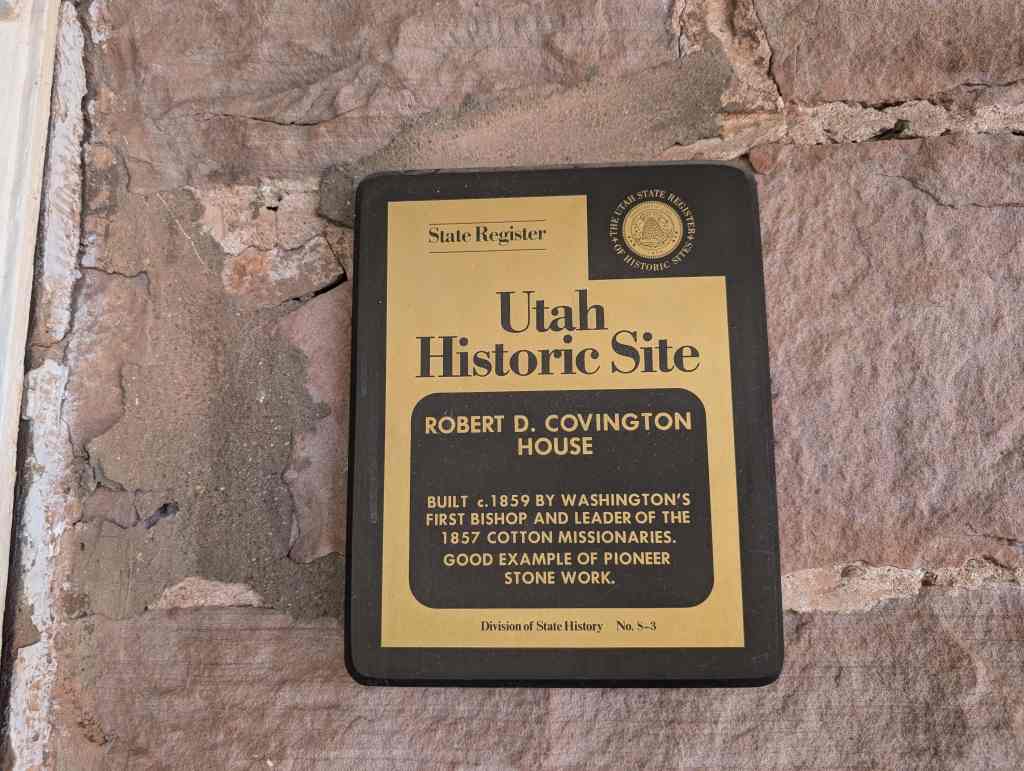 State Register
THE UTAH STATE REGISTER
OF HISTORIC SITES
Utah
Historic Site
ROBERT D. COVINGTON
HOUSE
BUILT c.1859 BY WASHINGTON'S
FIRST BISHOP AND LEADER OF THE
1857 COTTON MISSIONARIES.
GOOD EXAMPLE OF PIONEER
STONE WORK.
Division of State History No. S-3